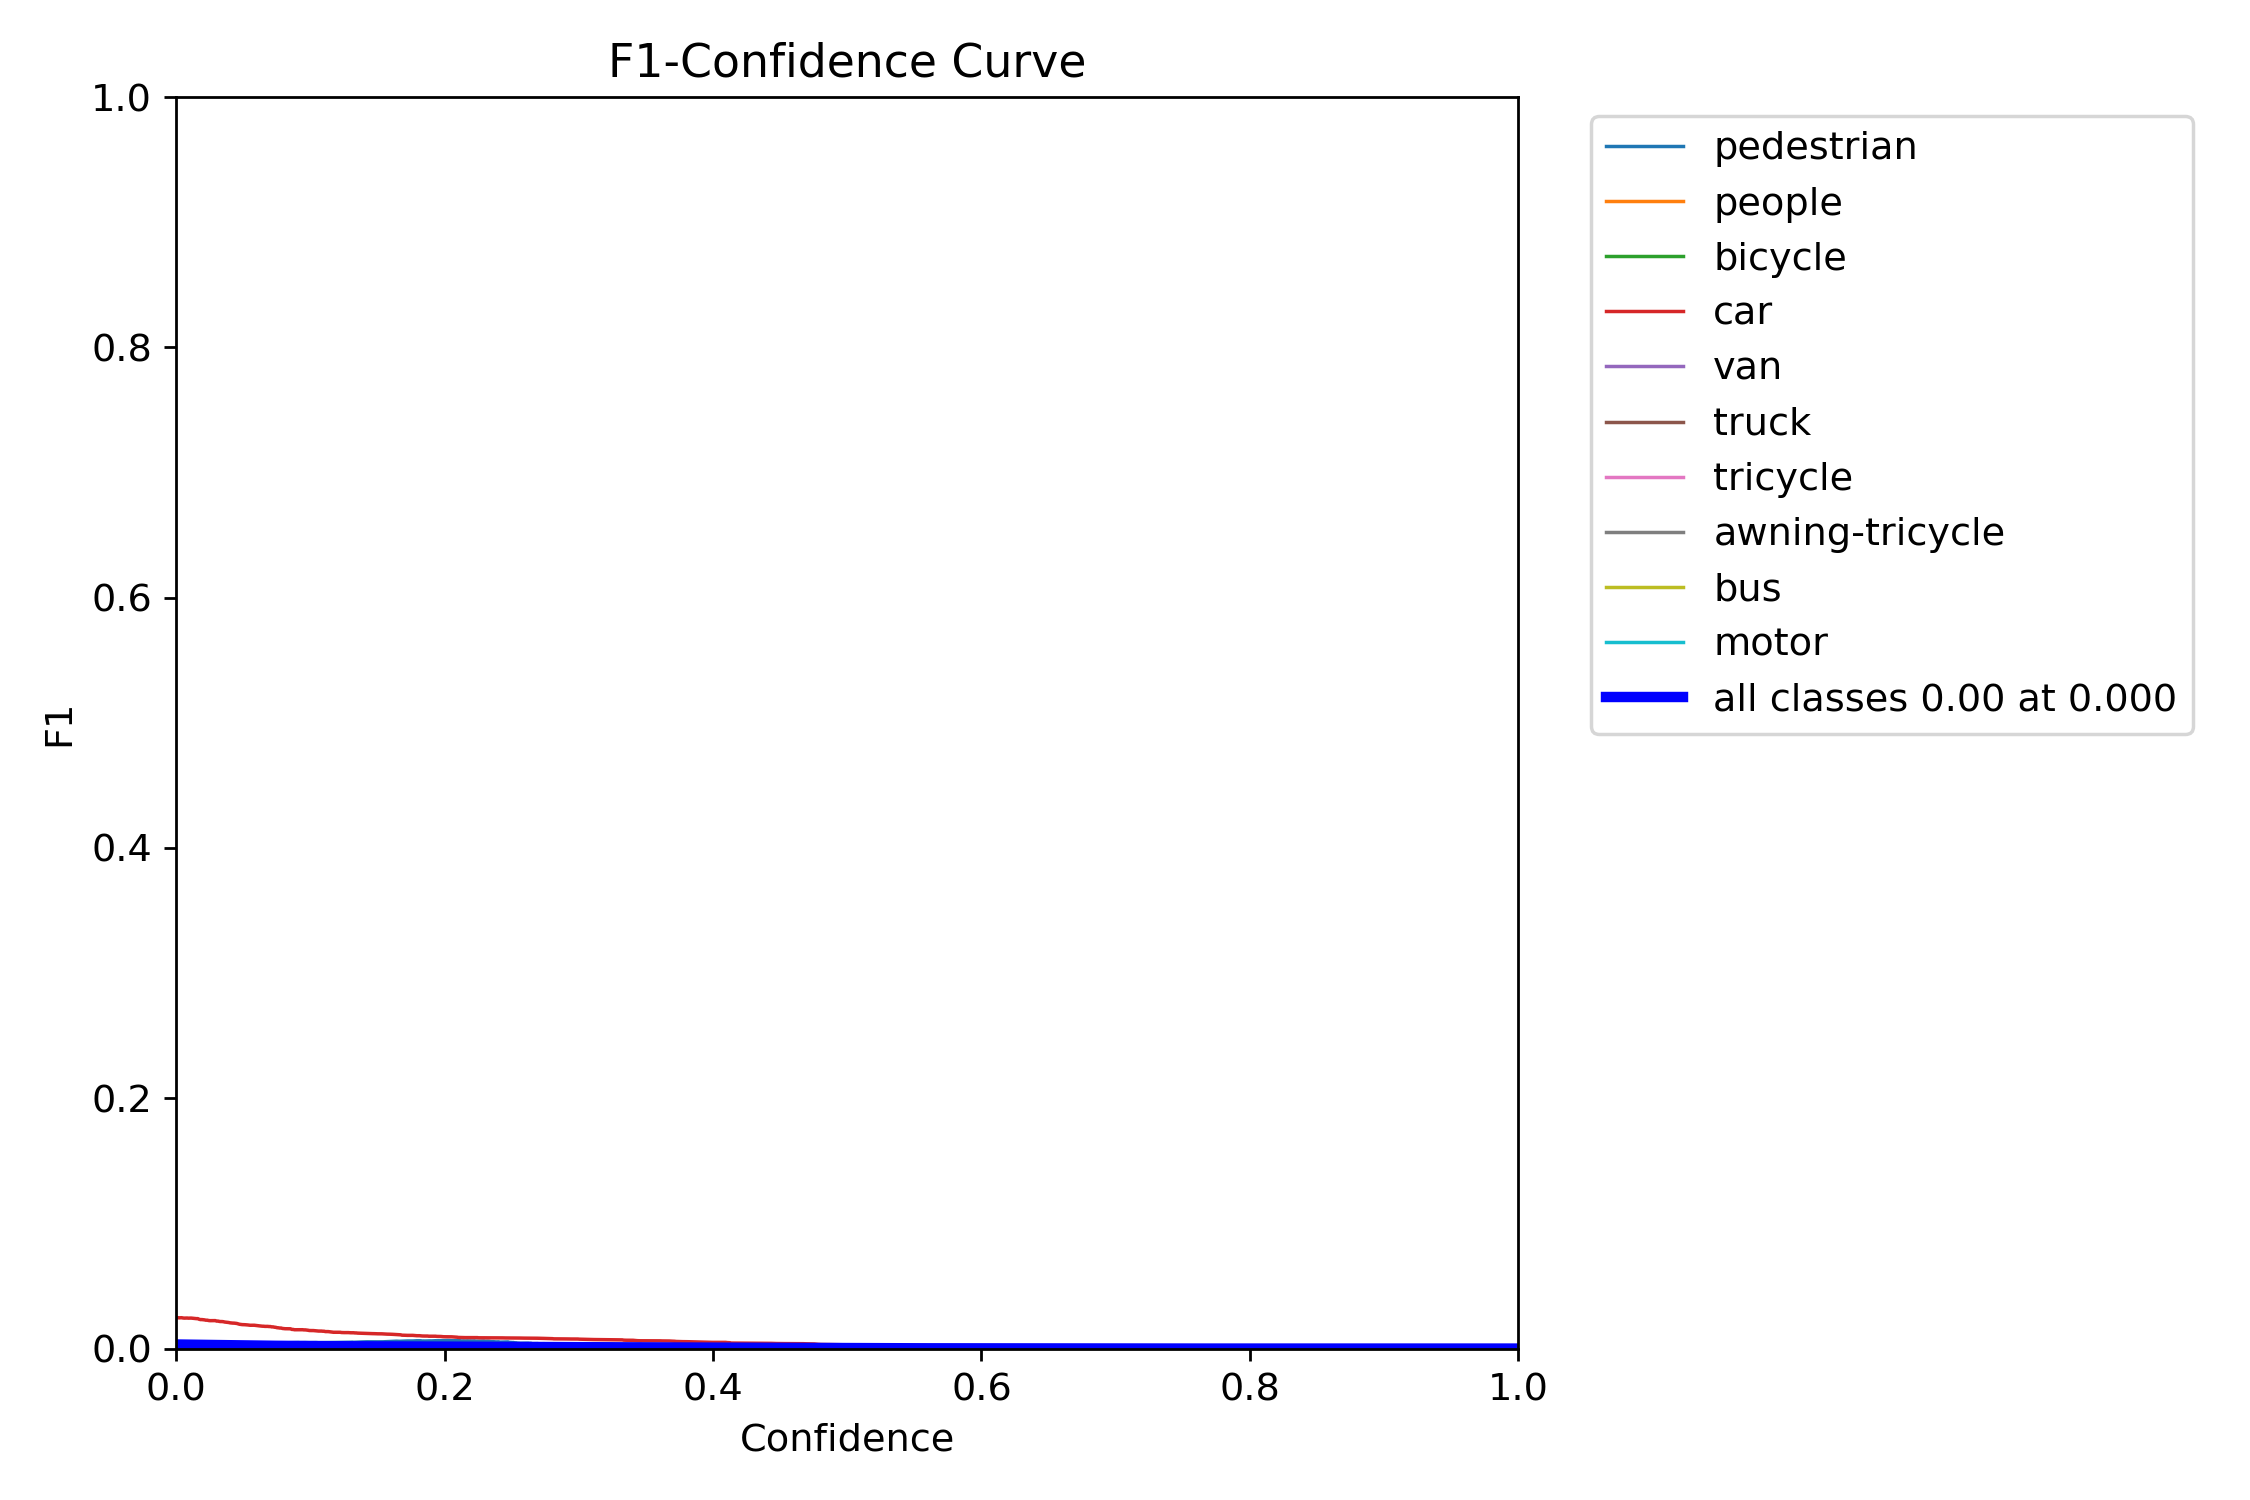 F1-Confidence Curve
1.0
0.8
0.6
0.4
0.2
0.0
F1
0.0 0.2 0.4 0.6 0.8 1.0
Confidence
pedestrian
people
bicycle
car
van
truck
tricycle
awning-tricycle
bus
motor
all classes 0.00 at 0.000